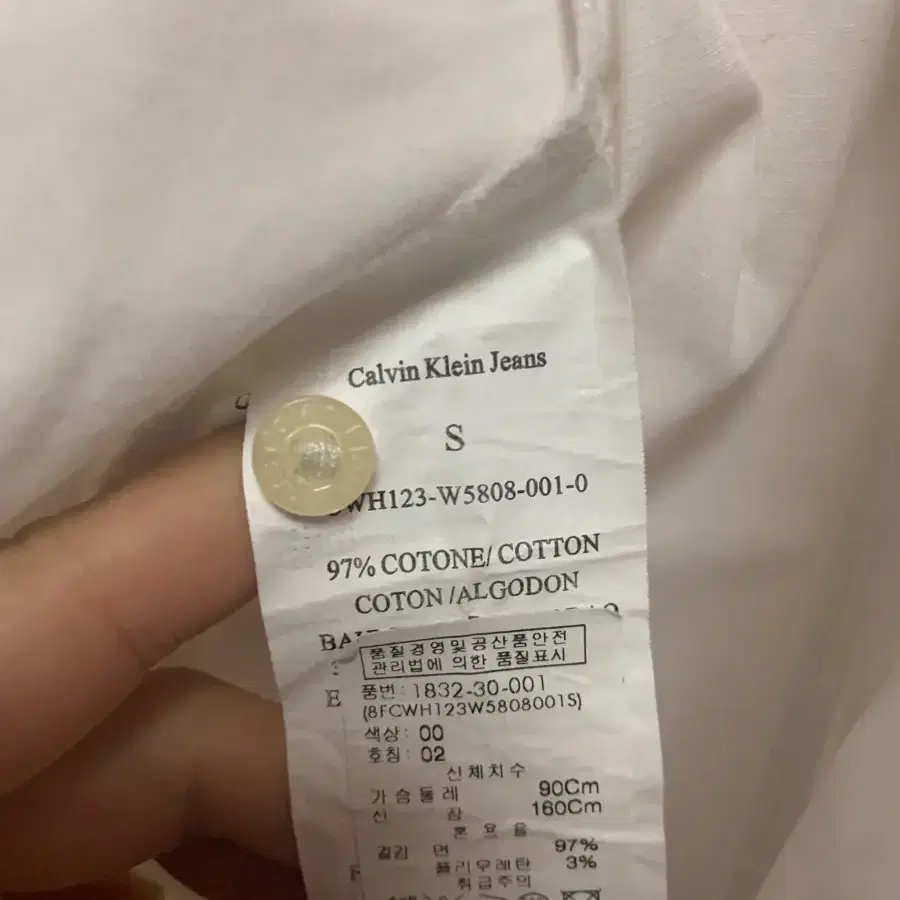 Calvin Klein Jeans
S
WH123-W5808-001-0
97% COTONE/ COTTON
COTON /ALGODON
BA
품질경영및공산품안전
관리법에 의한 품질표시
E
품번: 1832-30-001
(8FCWH123W5808001S)
색상: 00
호칭: 02
신체치수
가슴둘레 90Cm
신 장 160Cm
혼 용 율
겉감 면 97%
폴리우레탄 3%
취급주의